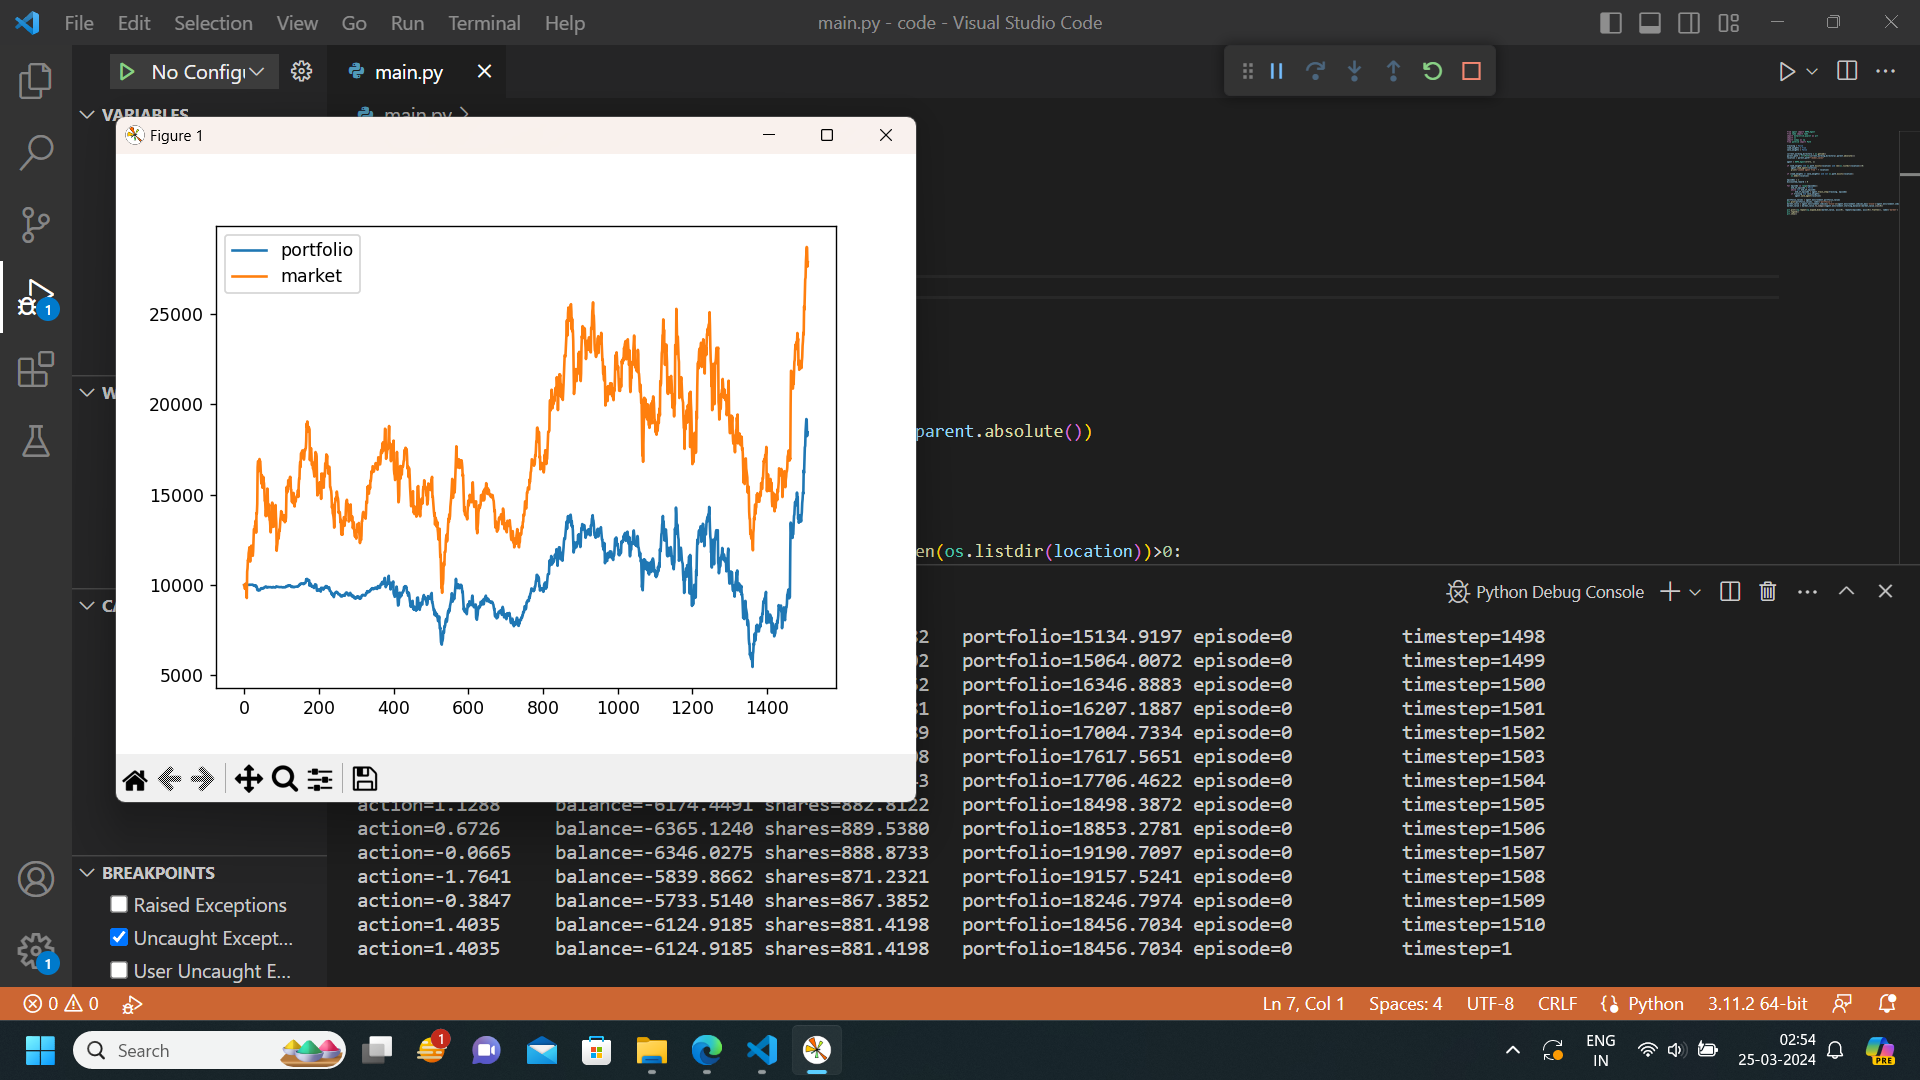 File Edit Selection View Go Run Terminal Help
main.py - code - Visual Studio Code
No Config
main.py
VARIABLES
main.py
Figure 1
portfolio
market
25000
20000
15000
10000
5000
0 200 400 600 800 1000 1200 1400
parent.absolute())
en(os.listdir(location))>0:
Python Debug Console
2 portfolio=15134.9197 episode=0 timestep=1498
2 portfolio=15064.0072 episode=0 timestep=1499
2 portfolio=16346.8883 episode=0 timestep=1500
1 portfolio=16207.1887 episode=0 timestep=1501
9 portfolio=17004.7334 episode=0 timestep=1502
8 portfolio=17617.5651 episode=0 timestep=1503
3 portfolio=17706.4622 episode=0 timestep=1504
action=1.1288 balance=-6174.4491 shares=882.8122 portfolio=18498.3872 episode=0 timestep=1505
action=0.6726 balance=-6365.1240 shares=889.5380 portfolio=18853.2781 episode=0 timestep=1506
action=-0.0665 balance=-6346.0275 shares=888.8733 portfolio=19190.7097 episode=0 timestep=1507
action=-1.7641 balance=-5839.8662 shares=871.2321 portfolio=19157.5241 episode=0 timestep=1508
action=-0.3847 balance=-5733.5140 shares=867.3852 portfolio=18246.7974 episode=0 timestep=1509
action=1.4035 balance=-6124.9185 shares=881.4198 portfolio=18456.7034 episode=0 timestep=1510
action=1.4035 balance=-6124.9185 shares=881.4198 portfolio=18456.7034 episode=0 timestep=1
W
CA
BREAKPOINTS
Raised Exceptions
Uncaught Except...
User Uncaught E...
1
1
0 0
Ln 7, Col 1 Spaces: 4 UTF-8 CRLF Python 3.11.2 64-bit
Search
1
ENG
IN
02:54
25-03-2024
PRE